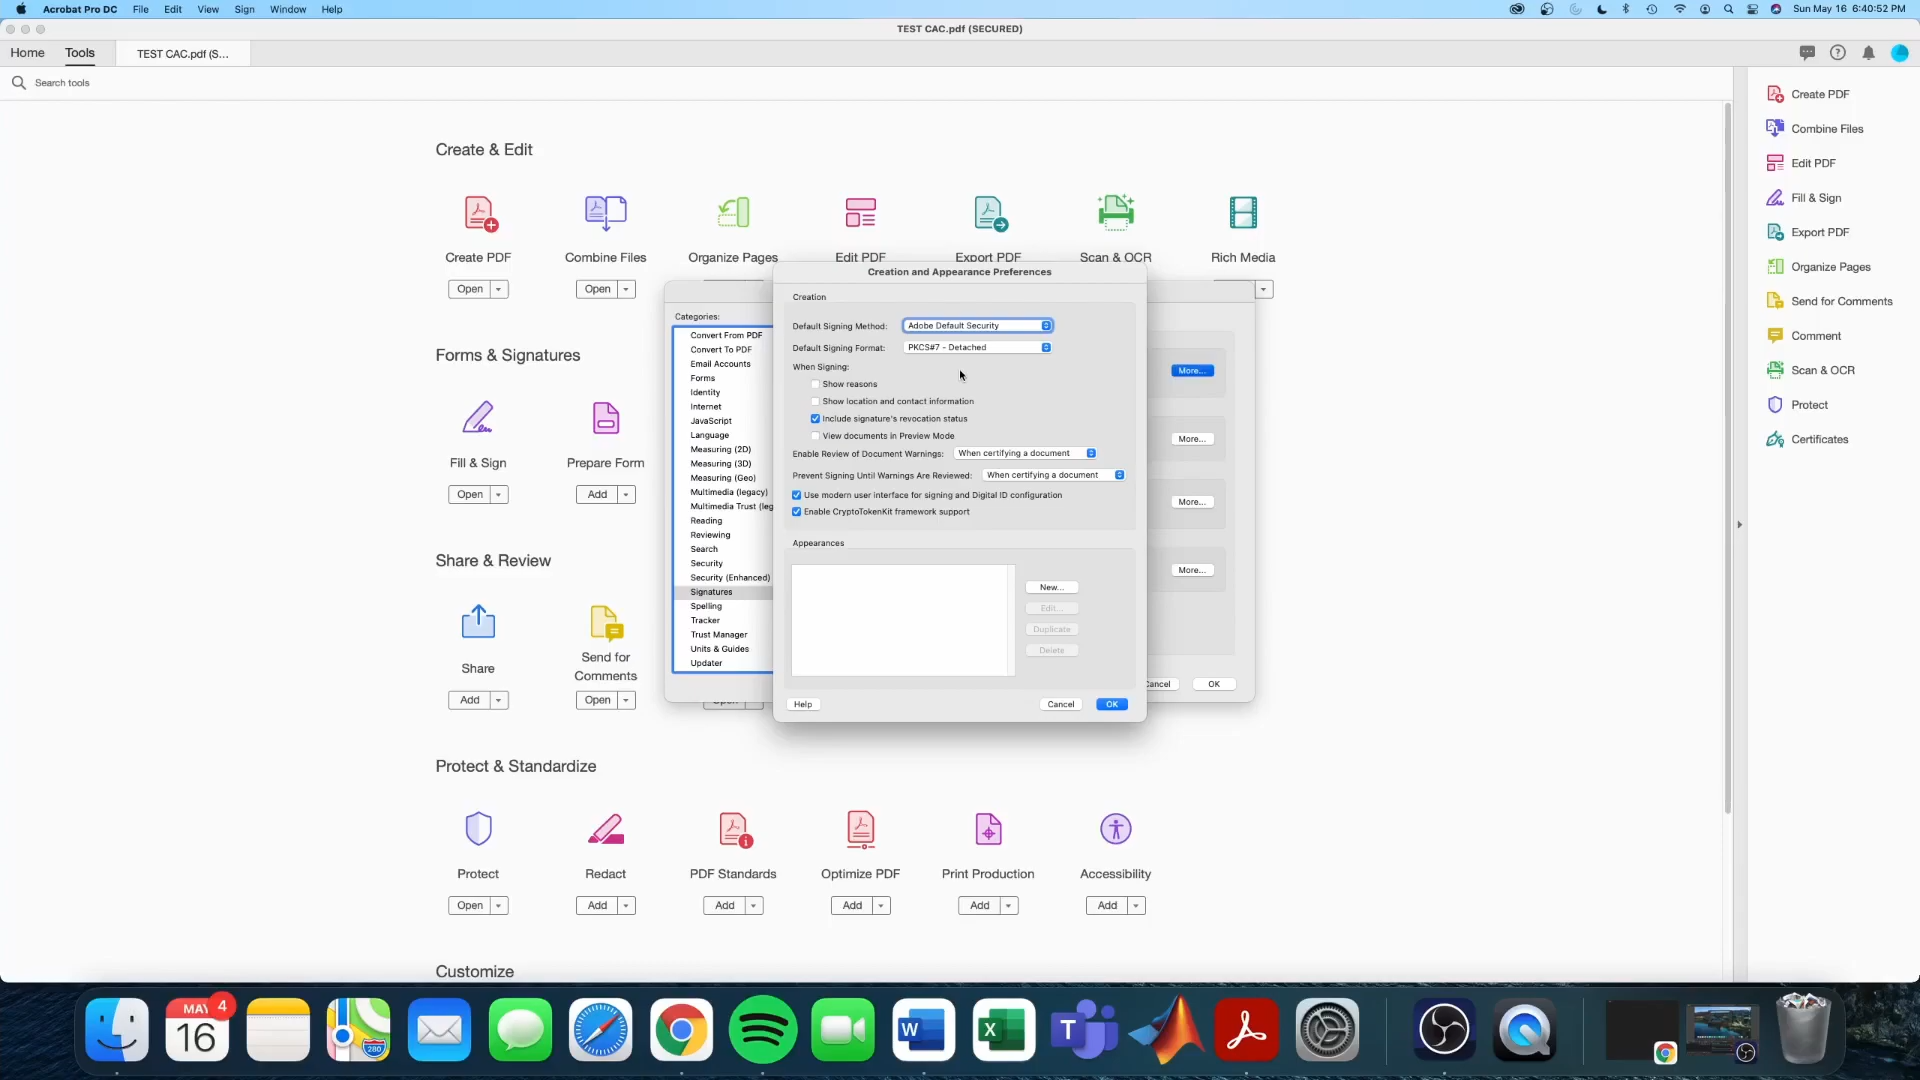 Acrobat Pro DC File Edit View Sign Window Help Sun May 16 6:40:52 PM
TEST CAC.pdf (SECURED)
Home Tools TEST CAC.pdf (S...
Search tools
Create & Edit
Create PDF
Combine Files
Organize Pages
Edit PDF
Export PDF
Scan & OCR
Rich Media
Open
Open
Forms & Signatures
Fill & Sign
Prepare Form
Open
Add
Share & Review
Share
Send for
Comments
Add
Open
Protect & Standardize
Protect
Redact
PDF Standards
Optimize PDF
Print Production
Accessibility
Open
Add
Add
Add
Add
Add
Customize
Categories:
Convert From PDF
Convert To PDF
Email Accounts
Forms
Identity
Internet
JavaScript
Language
Measuring (2D)
Measuring (3D)
Measuring (Geo)
Multimedia (legacy)
Multimedia Trust (leg
Reading
Reviewing
Search
Security
Security (Enhanced)
Signatures
Spelling
Tracker
Trust Manager
Units & Guides
Updater
More...
More...
More...
More...
Cancel OK
Creation and Appearance Preferences
Creation
Default Signing Method: Adobe Default Security
Default Signing Format: PKCS#7 - Detached
When Signing:
Show reasons
Show location and contact information
Include signature's revocation status
View documents in Preview Mode
Enable Review of Document Warnings: When certifying a document
Prevent Signing Until Warnings Are Reviewed: When certifying a document
Use modern user interface for signing and Digital ID configuration
Enable CryptoTokenKit framework support
Appearances
New...
Edit...
Duplicate
Delete
Help Cancel OK
Create PDF
Combine Files
Edit PDF
Fill & Sign
Export PDF
Organize Pages
Send for Comments
Comment
Scan & OCR
Protect
Certificates
MAY 4
16
280
W
X
T